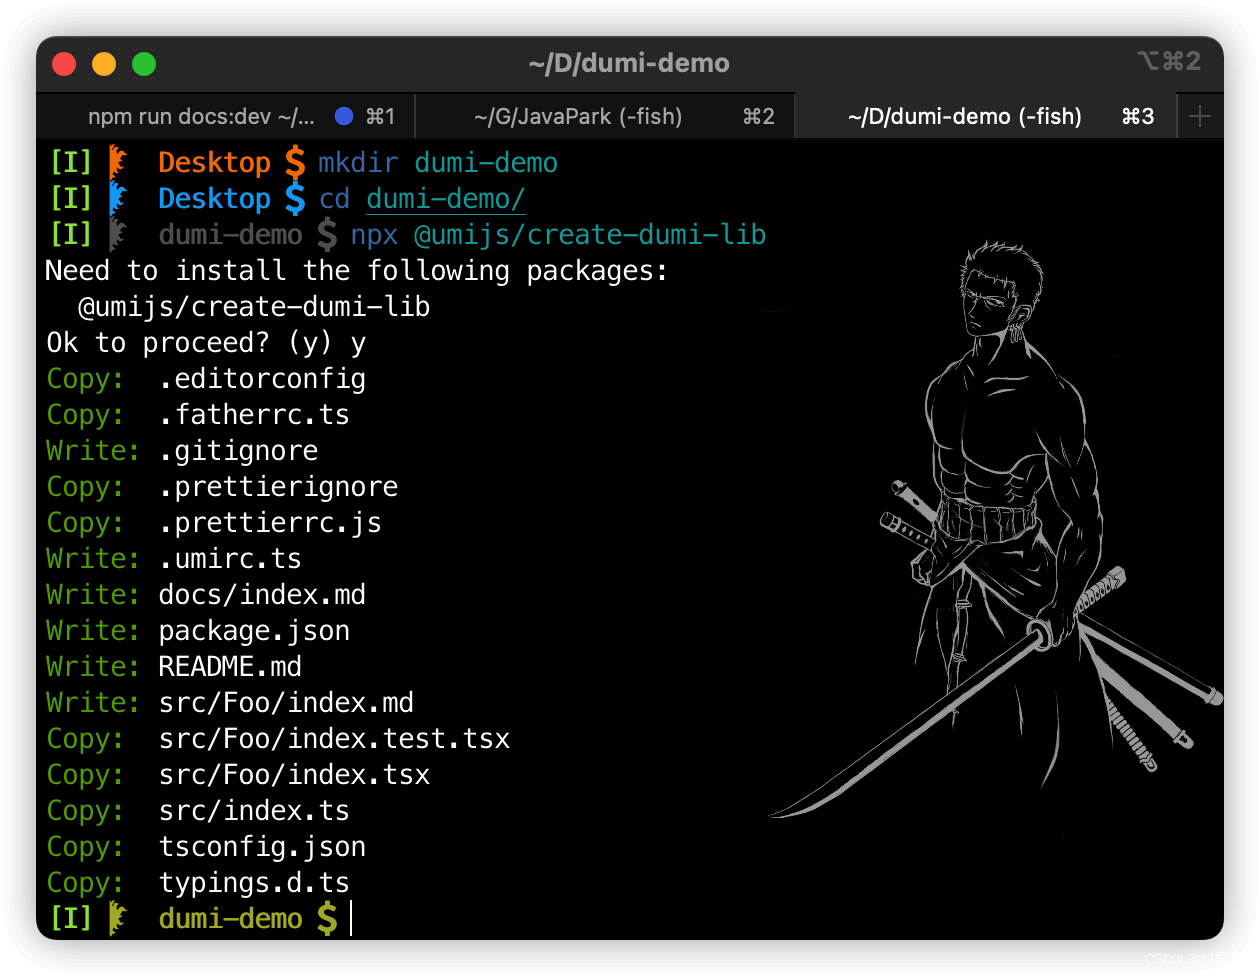 ~/D/dumi-demo
⌥⌘2
npm run docs:dev ~/... ⌘1
~/G/JavaPark (-fish) ⌘2
~/D/dumi-demo (-fish) ⌘3
[I] Desktop $ mkdir dumi-demo
[I] Desktop $ cd dumi-demo/
[I] dumi-demo $ npx @umijs/create-dumi-lib
Need to install the following packages:
@umijs/create-dumi-lib
Ok to proceed? (y) y
Copy: .editorconfig
Copy: .fatherrc.ts
Write: .gitignore
Copy: .prettierignore
Copy: .prettierrc.js
Write: .umirc.ts
Write: docs/index.md
Write: package.json
Write: README.md
Write: src/Foo/index.md
Copy: src/Foo/index.test.tsx
Copy: src/Foo/index.tsx
Copy: src/index.ts
Copy: tsconfig.json
Copy: typings.d.ts
[I] dumi-demo $
CSDN